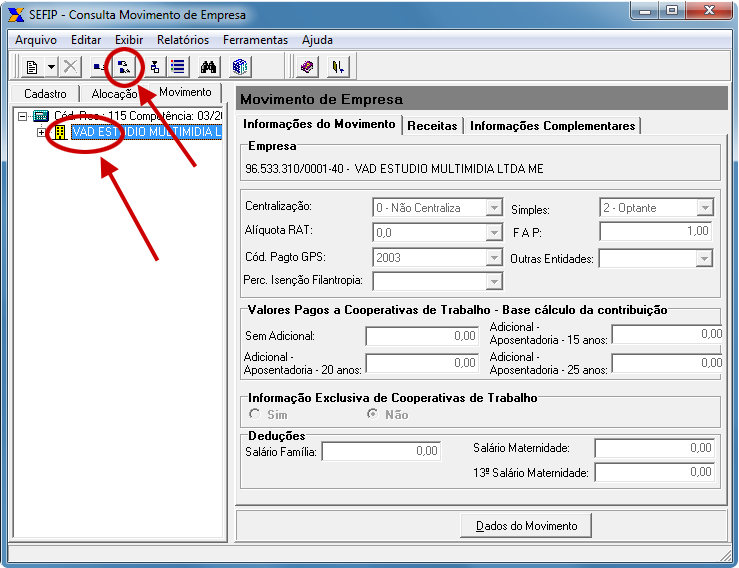 SEFIP - Consulta Movimento de Empresa
Arquivo Editar Exibir Relatórios Ferramentas Ajuda
Cadastro Alocação Movimento
Cód. Rec.: 115 Competência: 03/20
VAD ESTUDIO MULTIMIDIA L
Movimento de Empresa
Informações do Movimento Receitas Informações Complementares
Empresa
96.533.310/0001-40 - VAD ESTUDIO MULTIMIDIA LTDA ME
Centralização: 0 - Não Centraliza Simples: 2 - Optante
Alíquota RAT: 0,0 F A P: 1,00
Cód. Pagto GPS: 2003 Outras Entidades:
Perc. Isenção Filantropia:
Valores Pagos a Cooperativas de Trabalho - Base cálculo da contribuição
Sem Adicional: 0,00 Adicional - Aposentadoria - 15 anos: 0,00
Adicional - Aposentadoria - 20 anos: 0,00 Adicional - Aposentadoria - 25 anos: 0,00
Informação Exclusiva de Cooperativas de Trabalho
Sim Não
Deduções
Salário Família: 0,00 Salário Maternidade: 0,00
13º Salário Maternidade: 0,00
Dados do Movimento